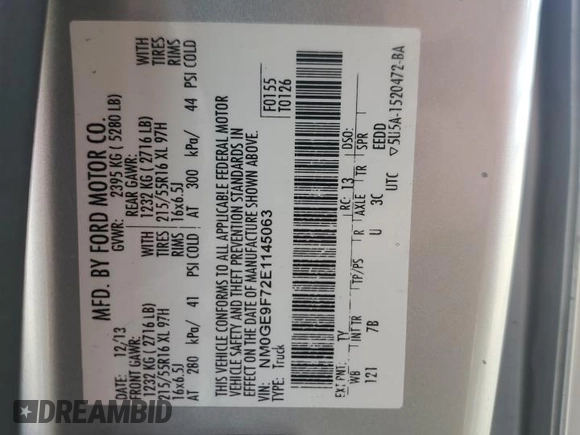 MFD. BY FORD MOTOR CO.
DATE: 12/13 GVWR: 2395 KG ( 5280 LB)
FRONT GAWR: REAR GAWR: WITH
1232 KG ( 2716 LB) WITH 1232 KG ( 2716 LB) TIRES
215/55R16 XL 97H TIRES 215/55R16 XL 97H RIMS
16x6.5J RIMS 16x6.5J
AT 280 kPa/ 41 PSI COLD AT 300 kPa/ 44 PSI COLD
THIS VEHICLE CONFORMS TO ALL APPLICABLE FEDERAL MOTOR
VEHICLE SAFETY AND THEFT PREVENTION STANDARDS IN
EFFECT ON THE DATE OF MANUFACTURE SHOWN ABOVE.
VIN: NM0GE9F72E1145063
TYPE: Truck
F0155
T0126
EXT PNT: TY RC: 13 DSO:
WB INT TR TP/PS R AXLE TR SPR
121 7B U 3C EEDD
UTC ▽5U5A-1520472-BA
DREAMBID